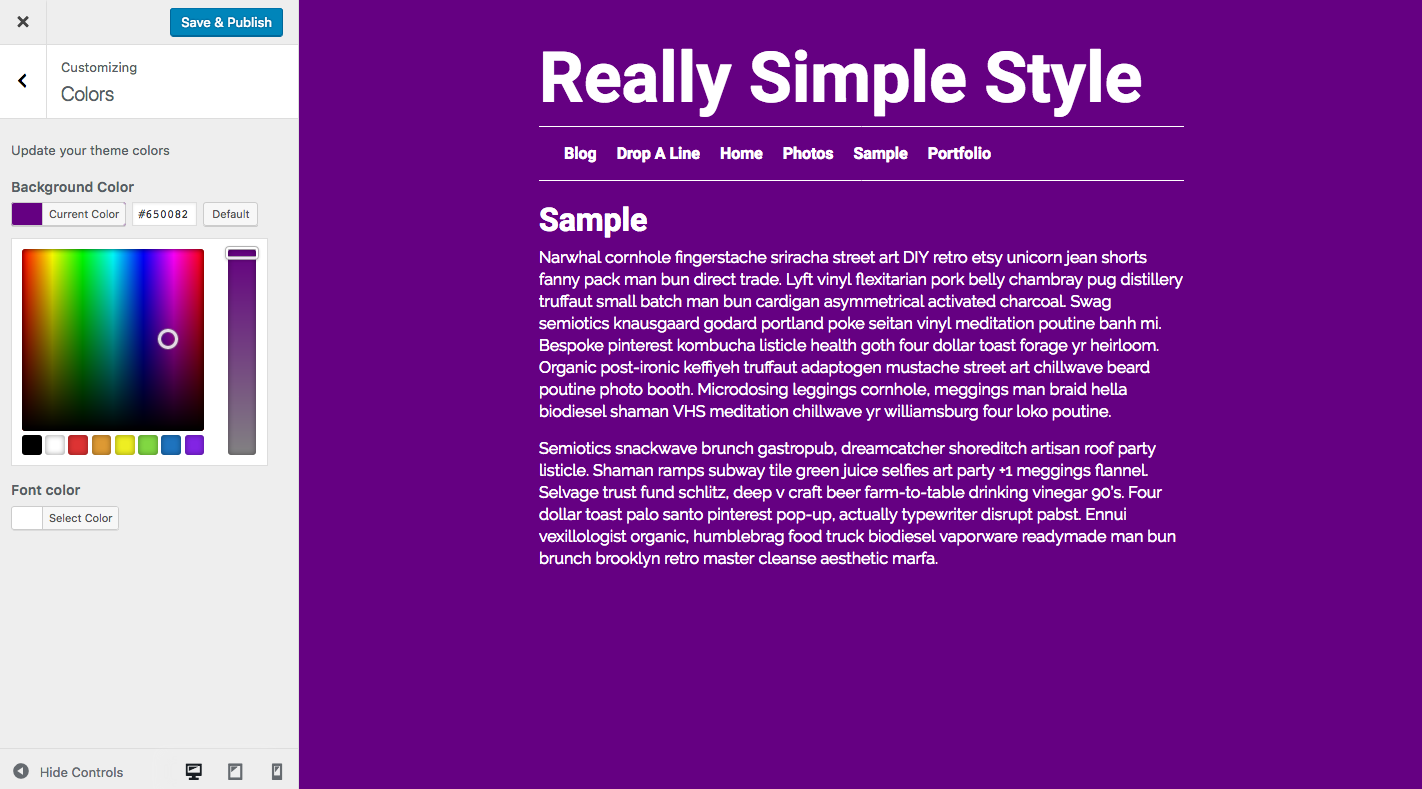 Save & Publish
Customizing
Colors
Update your theme colors
Background Color
Current Color #650082 Default
Font color
Select Color
Hide Controls
Really Simple Style
Blog Drop A Line Home Photos Sample Portfolio
Sample
Narwhal cornhole fingerstache sriracha street art DIY retro etsy unicorn jean shorts
fanny pack man bun direct trade. Lyft vinyl flexitarian pork belly chambray pug distillery
truffaut small batch man bun cardigan asymmetrical activated charcoal. Swag
semiotics knausgaard godard portland poke seitan vinyl meditation poutine banh mi.
Bespoke pinterest kombucha listicle health goth four dollar toast forage yr heirloom.
Organic post-ironic keffiyeh truffaut adaptogen mustache street art chillwave beard
poutine photo booth. Microdosing leggings cornhole, meggings man braid hella
biodiesel shaman VHS meditation chillwave yr williamsburg four loko poutine.
Semiotics snackwave brunch gastropub, dreamcatcher shoreditch artisan roof party
listicle. Shaman ramps subway tile green juice selfies art party +1 meggings flannel.
Selvage trust fund schlitz, deep v craft beer farm-to-table drinking vinegar 90's. Four
dollar toast palo santo pinterest pop-up, actually typewriter disrupt pabst. Ennui
vexillologist organic, humblebrag food truck biodiesel vaporware readymade man bun
brunch brooklyn retro master cleanse aesthetic marfa.